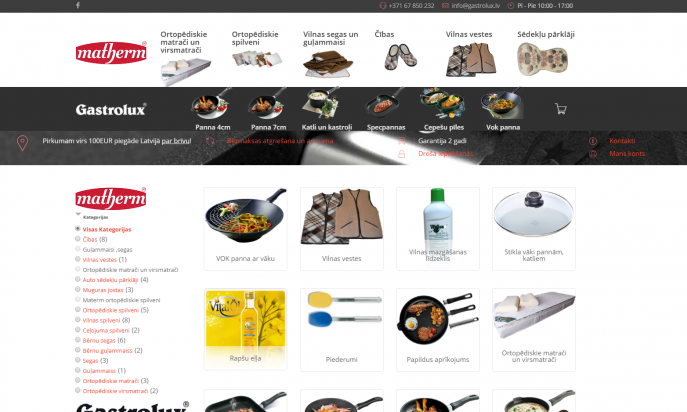 +371 67 850 232
info@gastrolux.lv
Pi - Pie 10:00 - 17:00
matherm®
Ortopēdiskie matrači un virsmatrači
Ortopēdiskie spilveni
Vilnas segas un guļammaisi
Čības
Vilnas vestes
Sēdekļu pārklāji
Gastrolux®
Panna 4cm
Panna 7cm
Katli un kastroli
Specpannas
Cepešu piles
Vok panna
Pirkumam virs 100EUR piegāde Latvijā par brīvu!
Bezmaksas atgriešana un
Garantija 2 gadi
Droša
Kontakti
Mans konts
matherm®
Kategorijas
Visas Kategorijas
Čības (8)
Guļammaisi ,segas
Vilnas vestes (1)
Ortopēdiskie matrači un virsmatrači
Auto sēdekļu pārklāji (4)
Muguras jostas (3)
Materm ortopēdiskie spilveni
Ortopēdiskie spilveni (5)
Vilnas spilveni (8)
Ceļojuma spilveni (2)
Bērnu segas (6)
Bērnu guļammaiss (2)
Segas (3)
Guļammaiss (1)
Ortopēdiskie matrači (3)
Ortopēdiskie virsmatrači (2)
Gastrolux®
VOK panna ar vāku
Vilnas vestes
Vilnas mazgāšanas līdzeklis
Stikla vāki pannām, katliem
Rapšu eļļa
Piederumi
Papildus aprīkojums
Ortopēdiskie matrači un virsmatrači